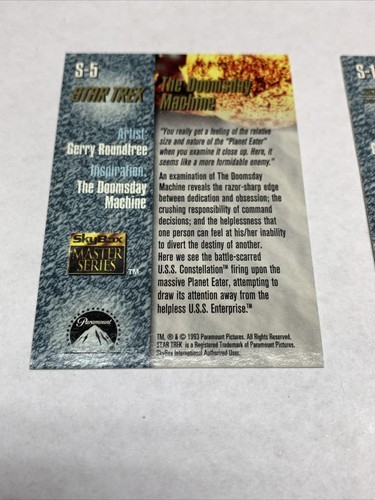 S-5
STAR TREK
The Doomsday
Machine
Artist:
Gerry Roundtree
Inspiration:
The Doomsday
Machine
SkyBox
MASTER
SERIES
TM
Paramount
"You really get a feeling of the relative
size and nature of the "Planet Eater"
when you examine it close up. Here, it
seems like a more formidable enemy."
An examination of The Doomsday
Machine reveals the razor-sharp edge
between dedication and obsession; the
crushing responsibility of command
decisions; and the helplessness that
one person can feel at his/her inability
to divert the destiny of another.
Here we see the battle-scarred
U.S.S. Constellation™ firing upon the
massive Planet Eater, attempting to
draw its attention away from the
helpless U.S.S. Enterprise.™
TM, ® & © 1993 Paramount Pictures. All Rights Reserved.
STAR TREK is a Registered Trademark of Paramount Pictures.
SkyBox International Authorized User.
S-1